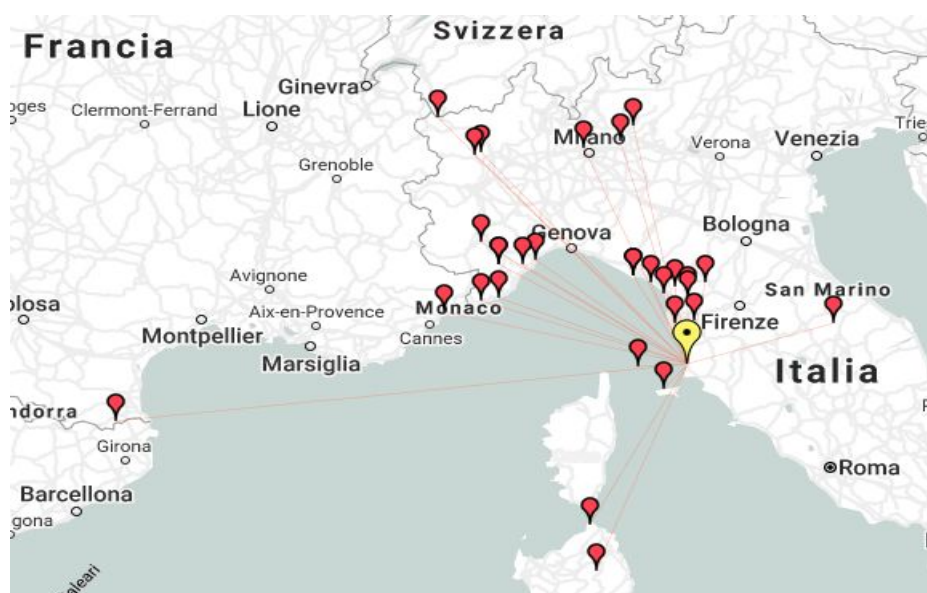 Svizzera
Francia
Ginevra
oges
Clermont-Ferrand
Lione
Trie
Milano
Verona
Venezia
Grenoble
Bologna
Genova
Avignone
San Marino
olosa
Monaco
Aix-en-Provence
Firenze
Montpellier
Cannes
Marsiglia
Italia
ndorra
Girona
Roma
Barcellona
gona
aleari